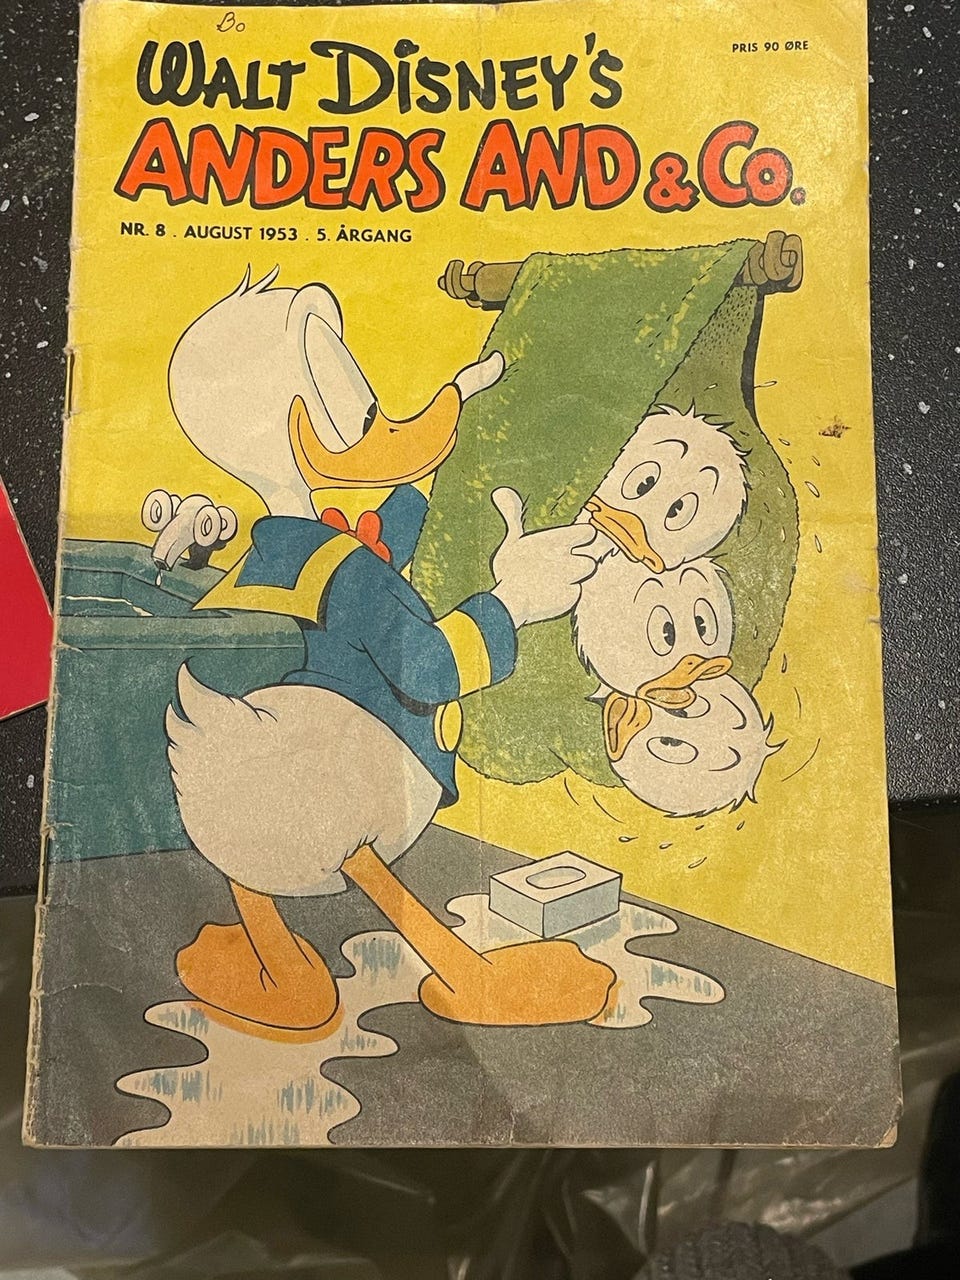 Bo
PRIS 90 ØRE
WALT DISNEY'S
ANDERS AND & Co.
NR. 8 . AUGUST 1953 . 5. ÅRGANG